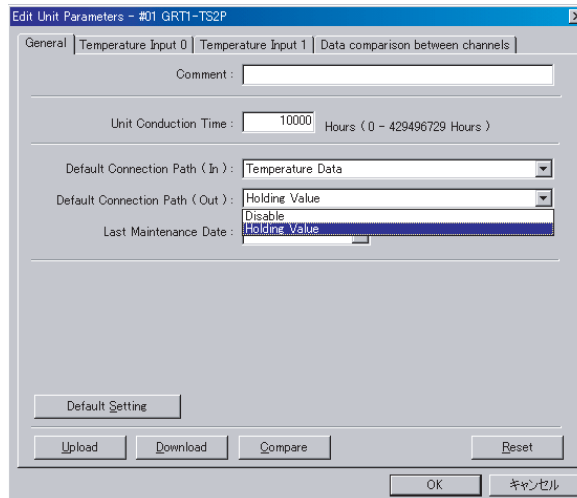 Edit Unit Parameters - #01 GRT1-TS2P
General Temperature Input 0 Temperature Input 1 Data comparison between channels
Comment :
Unit Conduction Time : 10000 Hours ( 0 - 429496729 Hours )
Default Connection Path ( In ) : Temperature Data
Default Connection Path ( Out ) : Holding Value
Disable
Last Maintenance Date : Holding Value
Default Setting
Upload Download Compare Reset
OK キャンセル